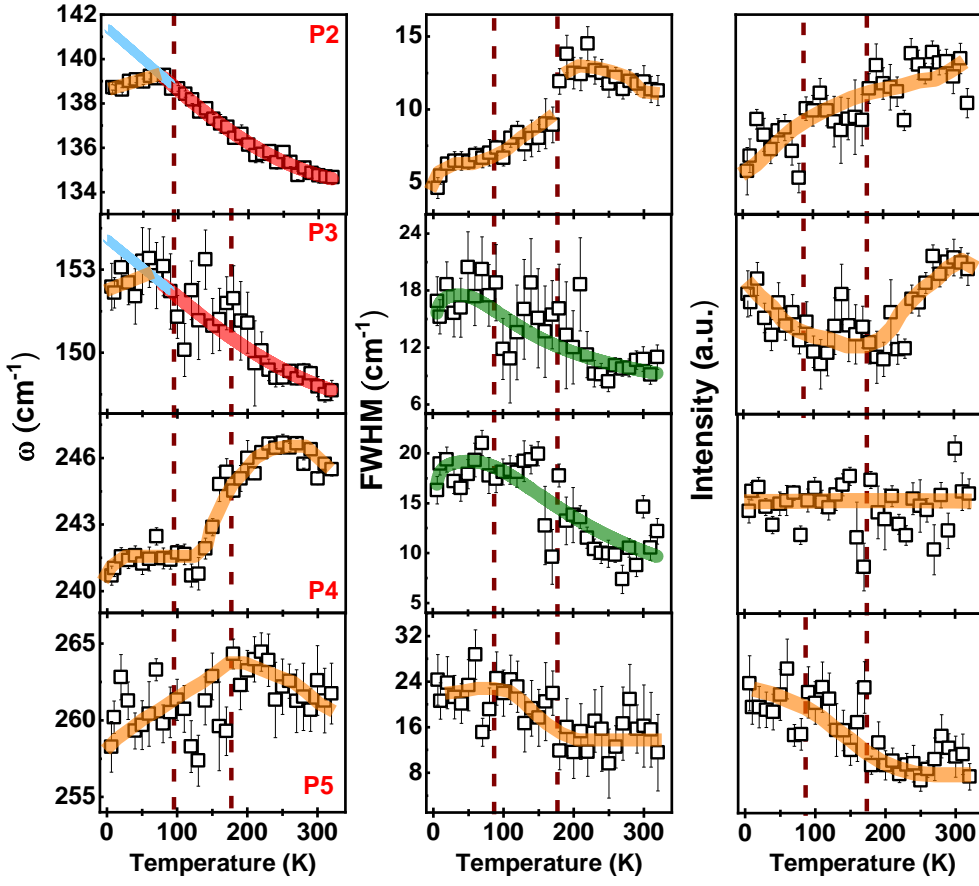 142
140
138
136
134
P2
15
10
5
ω (cm⁻¹)
153
150
P3
FWHM (cm⁻¹)
24
18
12
6
Intensity (a.u.)
246
243
240
P4
25
20
15
10
5
265
260
255
P5
32
24
16
8
0 100 200 300
0 100 200 300
0 100 200 300
Temperature (K)
Temperature (K)
Temperature (K)